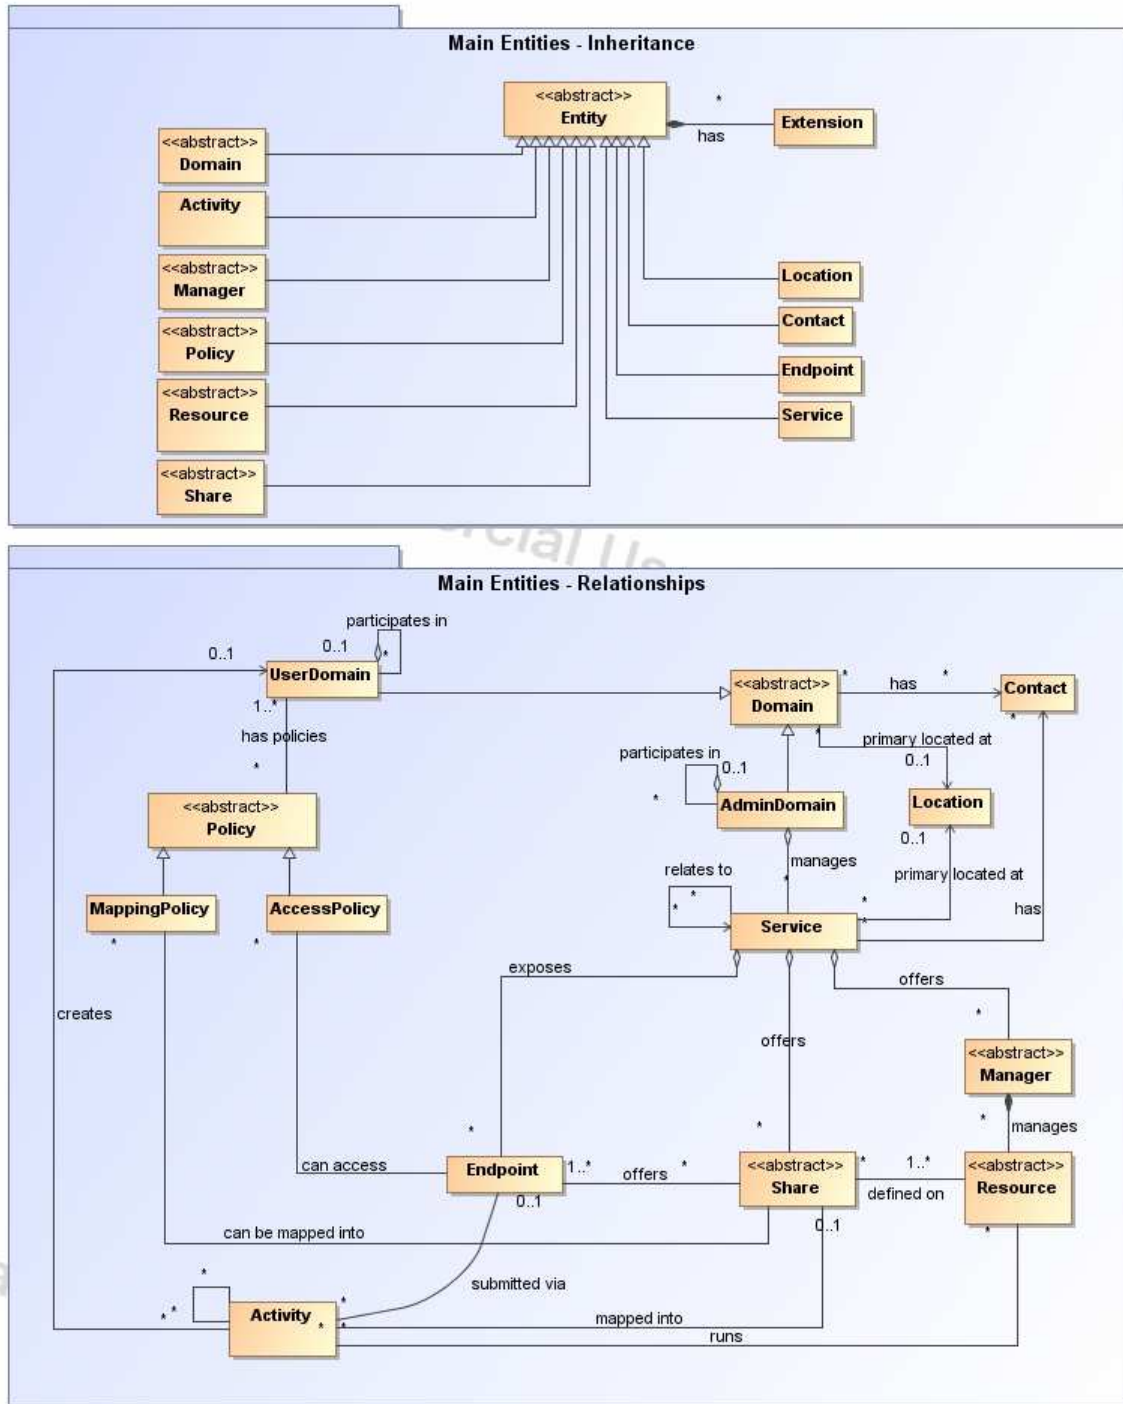 Main Entities - Inheritance
<<abstract>>
Entity
*
has
Extension
<<abstract>>
Domain
Activity
<<abstract>>
Manager
<<abstract>>
Policy
<<abstract>>
Resource
<<abstract>>
Share
Location
Contact
Endpoint
Service
Main Entities - Relationships
participates in
0..1
0..1
*
UserDomain
1..*
has policies
*
<<abstract>>
Domain
*
has
*
Contact
*
*
primary located at
0..1
participates in
0..1
*
AdminDomain
Location
0..1
<<abstract>>
Policy
manages
*
relates to
*
*
primary located at
MappingPolicy
*
AccessPolicy
*
Service
*
*
has
exposes
offers
creates
offers
*
<<abstract>>
Manager
*
manages
*
*
can access
Endpoint
1..*
offers
*
0..1
<<abstract>>
Share
*
1..*
defined on
0..1
<<abstract>>
Resource
*
can be mapped into
submitted via
*
* *
Activity
*
* *
mapped into
runs